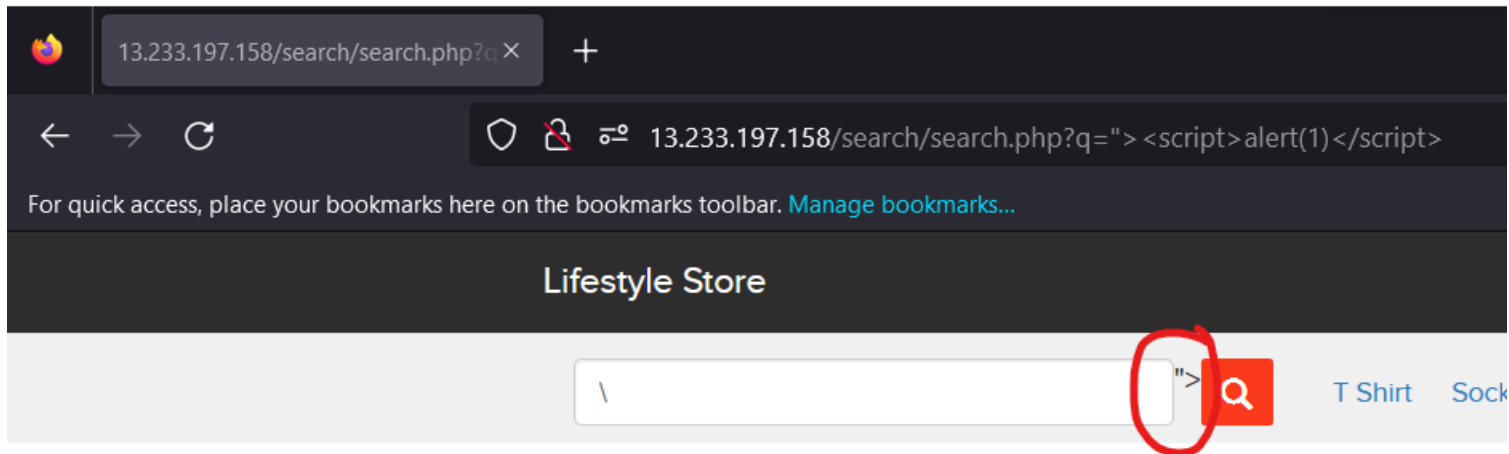 13.233.197.158/search/search.php?q
13.233.197.158/search/search.php?q="><script>alert(1)</script>
For quick access, place your bookmarks here on the bookmarks toolbar. Manage bookmarks...
Lifestyle Store
\ "> T Shirt Sock